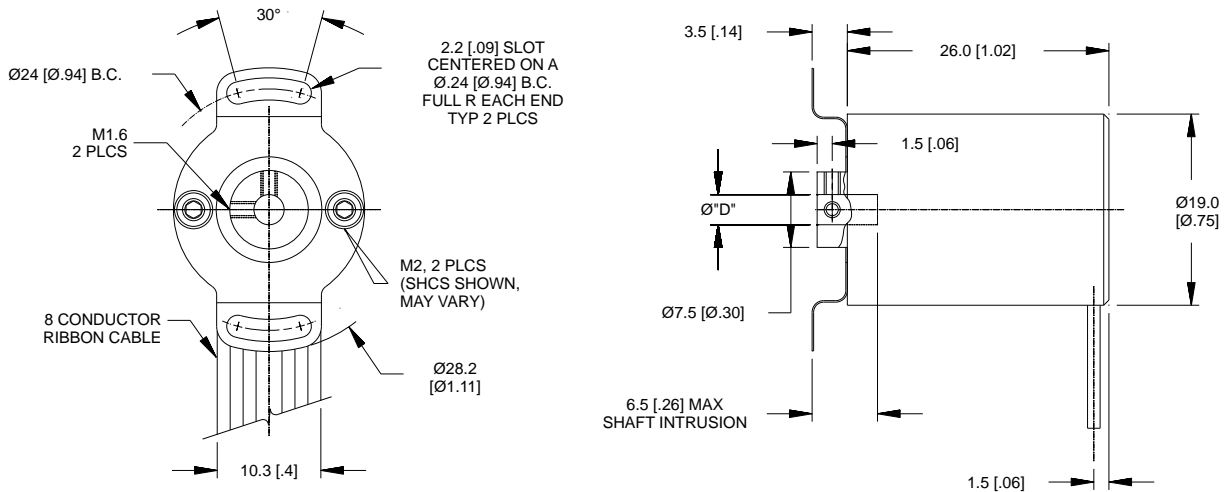 30°
Ø24 [Ø.94] B.C.
2.2 [.09] SLOT
CENTERED ON A
Ø.24 [Ø.94] B.C.
FULL R EACH END
TYP 2 PLCS
M1.6
2 PLCS
M2, 2 PLCS
(SHCS SHOWN,
MAY VARY)
8 CONDUCTOR
RIBBON CABLE
Ø28.2
[Ø1.11]
10.3 [.4]
3.5 [.14]
26.0 [1.02]
1.5 [.06]
Ø"D"
Ø19.0
[Ø.75]
Ø7.5 [Ø.30]
6.5 [.26] MAX
SHAFT INTRUSION
1.5 [.06]